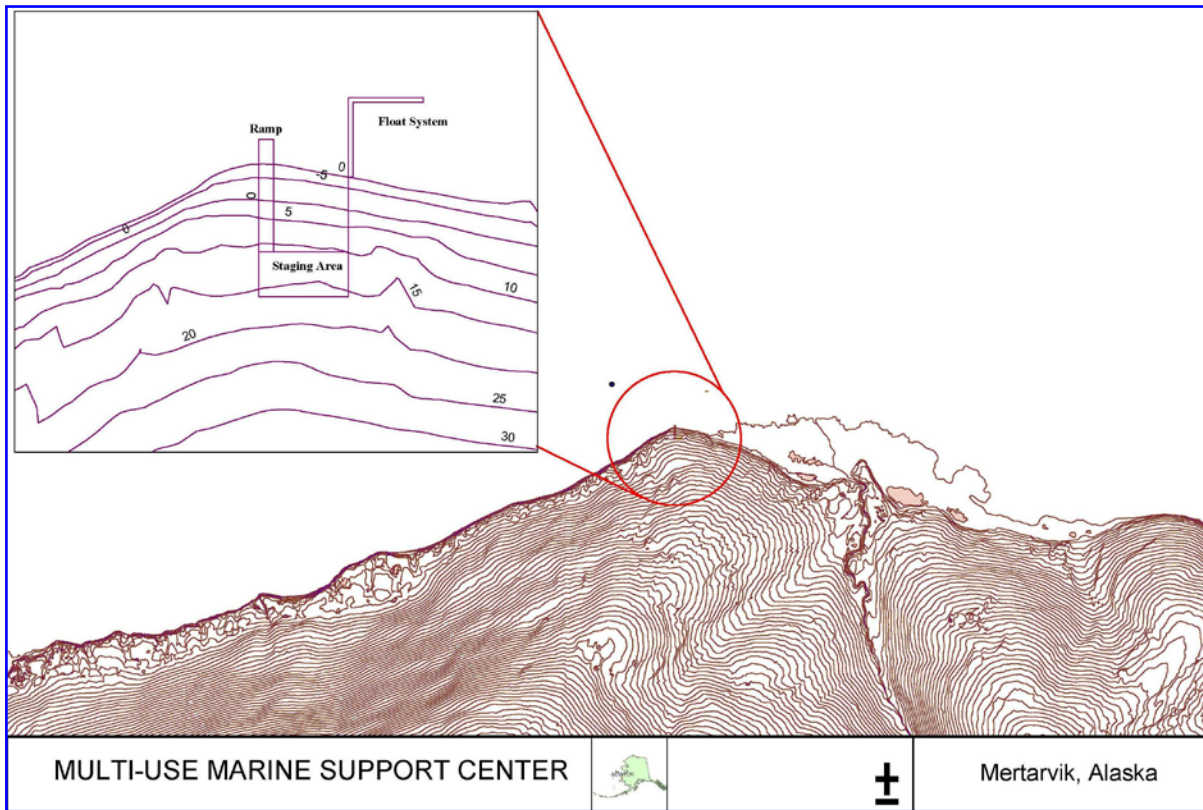 Ramp
Float System
0
-5
0
5
0
Staging Area
10
15
20
25
30
MULTI-USE MARINE SUPPORT CENTER
Mertarvik, Alaska